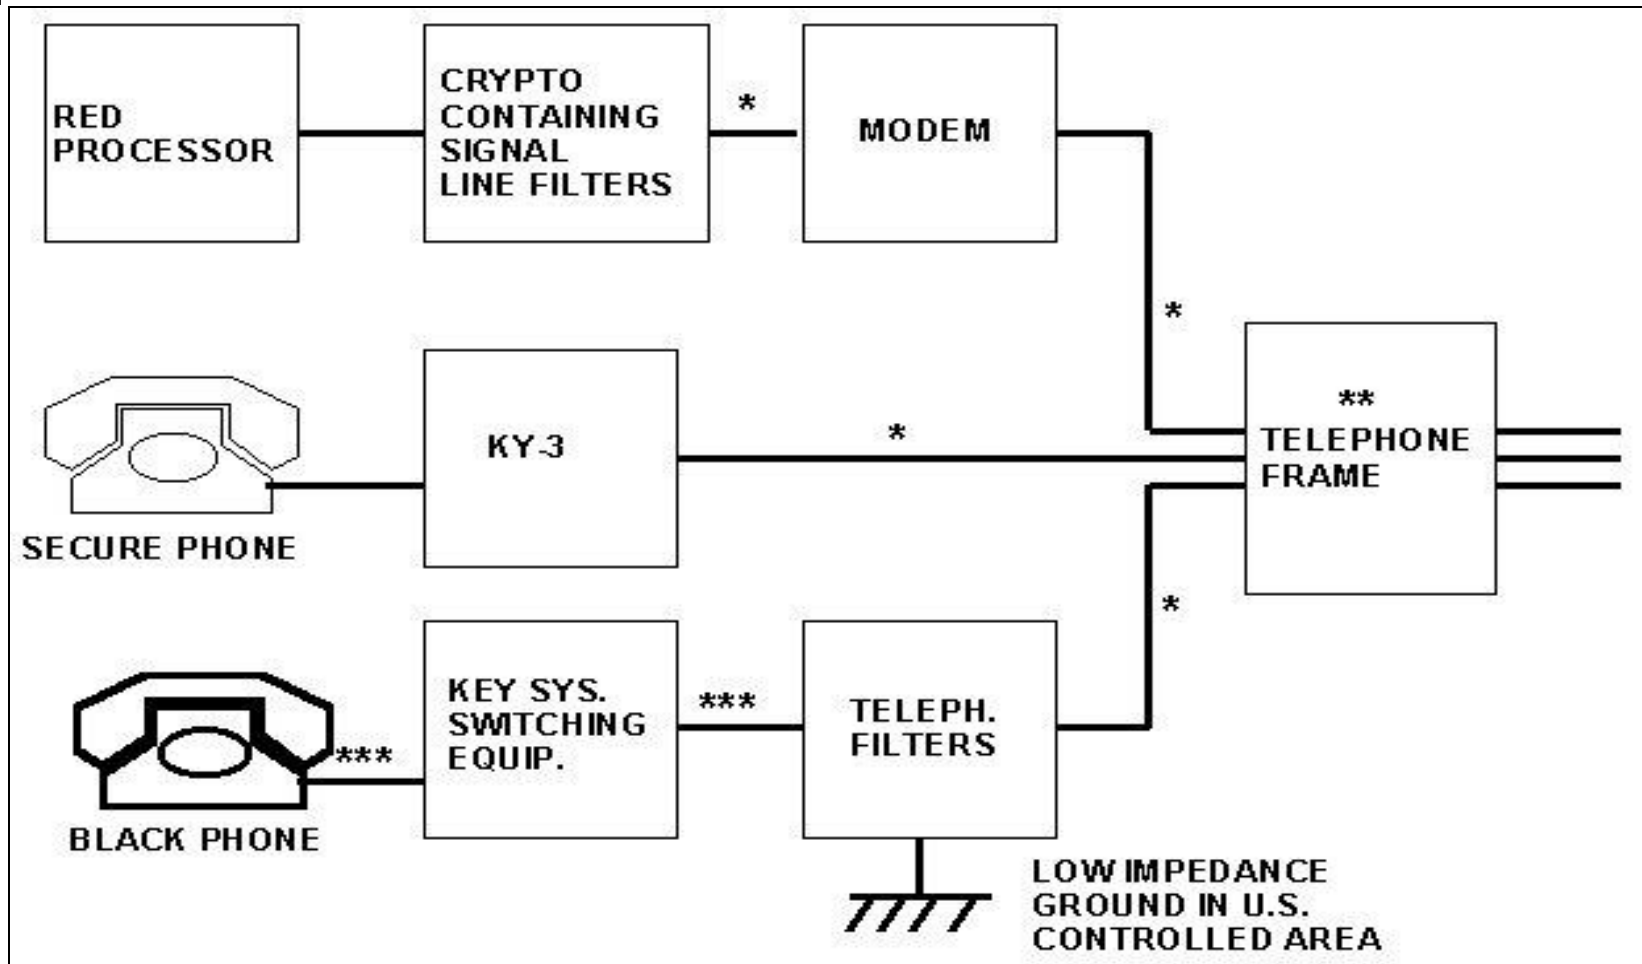 RED
PROCESSOR
CRYPTO
CONTAINING
SIGNAL
LINE FILTERS
*
MODEM
*
SECURE PHONE
KY-3
*
**
TELEPHONE
FRAME
BLACK PHONE
***
KEY SYS.
SWITCHING
EQUIP.
***
TELEPH.
FILTERS
*
LOW IMPEDANCE
GROUND IN U.S.
CONTROLLED AREA